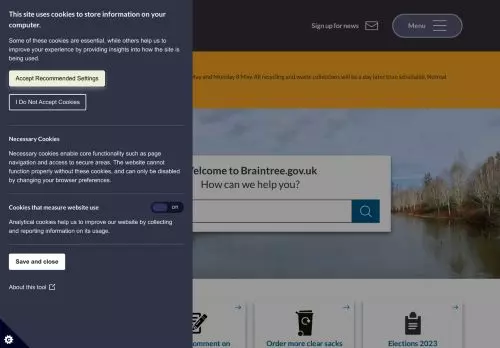 This site uses cookies to store information on your
computer.
Some of these cookies are essential, while others help us to
improve your experience by providing insights into how the site is
being used.
Accept Recommended Settings
I Do Not Accept Cookies
Necessary Cookies
Necessary cookies enable core functionality such as page
navigation and access to secure areas. The website cannot
function properly without these cookies, and can only be disabled
by changing your browser preferences.
Cookies that measure website use
Off
Analytical cookies help us to improve our website by collecting
and reporting information on its usage.
Save and close
About this tool
Sign up for news
Menu
May and Monday 8 May. All recycling and waste collections will be a day later than scheduled. Normal
elcome to Braintree.gov.uk
How can we help you?
omment on
Order more clear sacks
Elections 2023